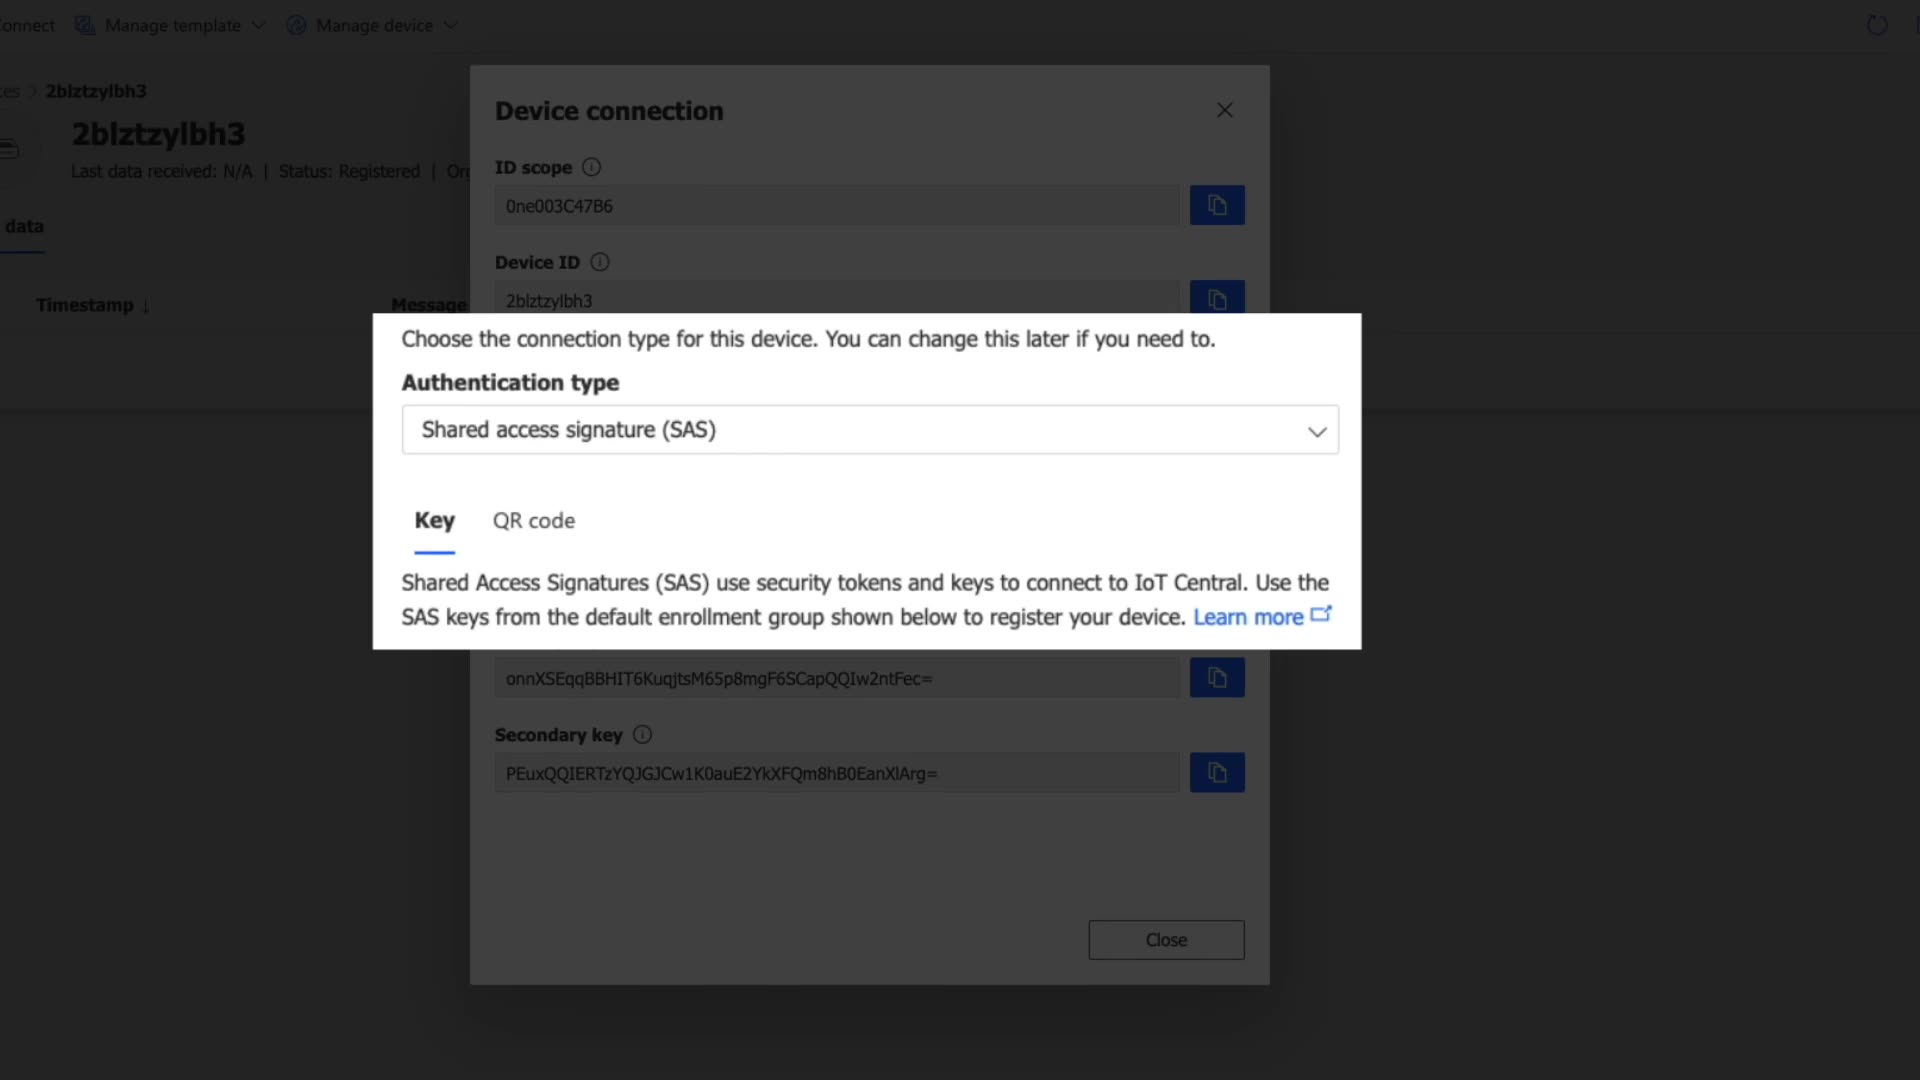 onnect Manage template Manage device
ces > 2blztzylbh3
2blztzylbh3
Last data received: N/A | Status: Registered | Org
data
Timestamp ↓ Message
Device connection
ID scope
0ne003C47B6
Device ID
2blztzylbh3
Choose the connection type for this device. You can change this later if you need to.
Authentication type
Shared access signature (SAS)
Key QR code
Shared Access Signatures (SAS) use security tokens and keys to connect to IoT Central. Use the
SAS keys from the default enrollment group shown below to register your device. Learn more
onnXSEqqBBHIT6KuqjtsM65p8mgF6SCapQQIw2ntFec=
Secondary key
PEuxQQIERTzYQJGJCw1K0auE2YkXFQm8hB0EanXlArg=
Close